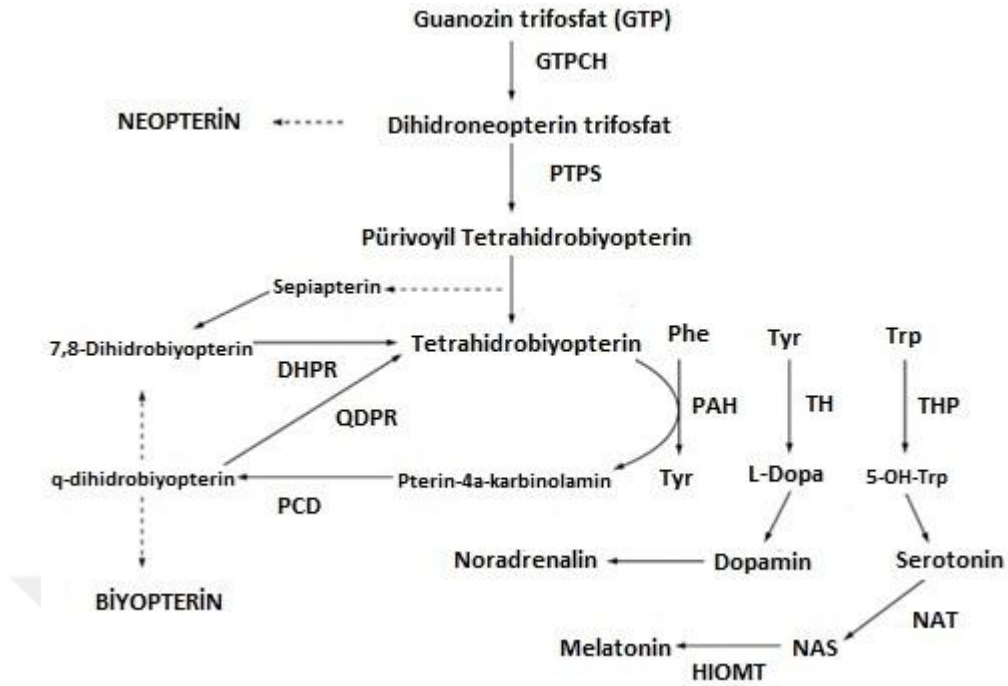 Guanozin trifosfat (GTP)
GTPCH
NEOPTERİN
Dihidroneopterin trifosfat
PTPS
Pürivoyil Tetrahidrobiyopterin
Sepiapterin
7,8-Dihidrobiyopterin
DHPR
Tetrahidrobiyopterin
Phe
Tyr
Trp
QDPR
PAH
TH
THP
q-dihidrobiyopterin
PCD
Pterin-4a-karbinolamin
Tyr
L-Dopa
5-OH-Trp
Noradrenalin
Dopamin
Serotonin
BİYOPTERİN
NAT
Melatonin
HIOMT
NAS